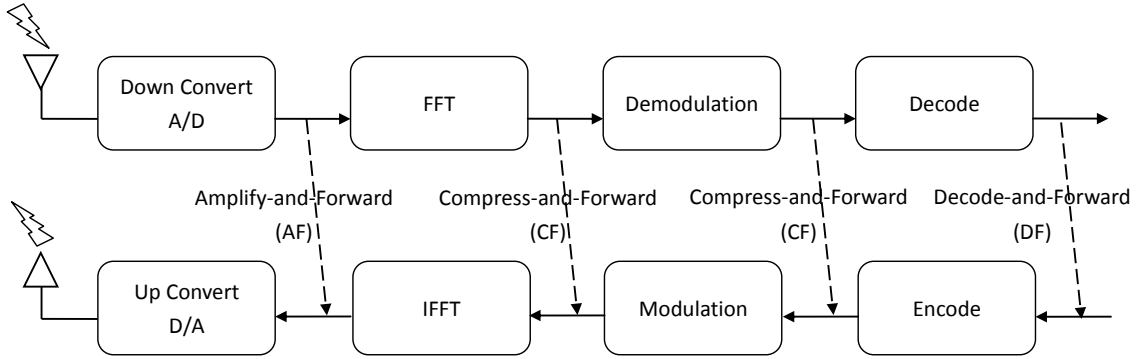 Down Convert
A/D
FFT
Demodulation
Decode
Amplify-and-Forward
(AF)
Compress-and-Forward
(CF)
Compress-and-Forward
(CF)
Decode-and-Forward
(DF)
Up Convert
D/A
IFFT
Modulation
Encode